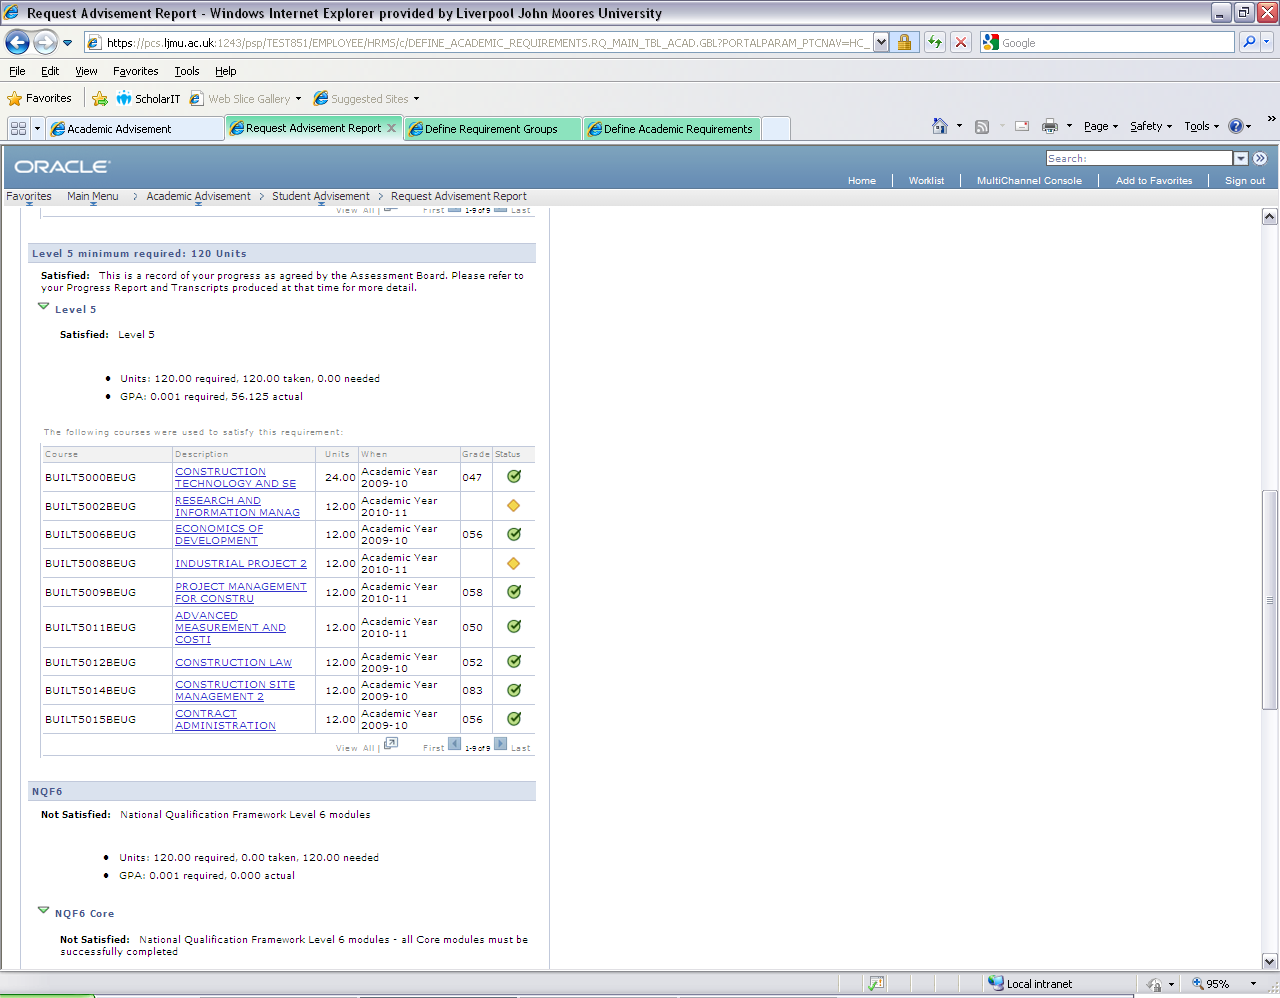 Request Advisement Report - Windows Internet Explorer provided by Liverpool John Moores University
https://pcs.ljmu.ac.uk:1243/psp/TEST851/EMPLOYEE/HRMS/c/DEFINE_ACADEMIC_REQUIREMENTS.RQ_MAIN_TBL_ACAD.GBL?PORTALPARAM_PTCNAV=HC_
Google
File Edit View Favorites Tools Help
Favorites ScholarIT Web Slice Gallery Suggested Sites
Academic Advisement Request Advisement Report Define Requirement Groups Define Academic Requirements Page Safety Tools
ORACLE
Search:
Home Worklist MultiChannel Console Add to Favorites Sign out
Favorites Main Menu > Academic Advisement > Student Advisement > Request Advisement Report
View All | First 1-9 of 9 Last
Level 5 minimum required: 120 Units
Satisfied: This is a record of your progress as agreed by the Assessment Board. Please refer to
your Progress Report and Transcripts produced at that time for more detail.
Level 5
Satisfied: Level 5
• Units: 120.00 required, 120.00 taken, 0.00 needed
• GPA: 0.001 required, 56.125 actual
The following courses were used to satisfy this requirement:
Course Description Units When Grade Status
BUILT5000BEUG CONSTRUCTION TECHNOLOGY AND SE 24.00 Academic Year 2009-10 047
BUILT5002BEUG RESEARCH AND INFORMATION MANAG 12.00 Academic Year 2010-11
BUILT5006BEUG ECONOMICS OF DEVELOPMENT 12.00 Academic Year 2009-10 056
BUILT5008BEUG INDUSTRIAL PROJECT 2 12.00 Academic Year 2010-11
BUILT5009BEUG PROJECT MANAGEMENT FOR CONSTRU 12.00 Academic Year 2010-11 058
BUILT5011BEUG ADVANCED MEASUREMENT AND COSTI 12.00 Academic Year 2010-11 050
BUILT5012BEUG CONSTRUCTION LAW 12.00 Academic Year 2009-10 052
BUILT5014BEUG CONSTRUCTION SITE MANAGEMENT 2 12.00 Academic Year 2009-10 083
BUILT5015BEUG CONTRACT ADMINISTRATION 12.00 Academic Year 2009-10 056
View All | First 1-9 of 9 Last
NQF6
Not Satisfied: National Qualification Framework Level 6 modules
• Units: 120.00 required, 0.00 taken, 120.00 needed
• GPA: 0.001 required, 0.000 actual
NQF6 Core
Not Satisfied: National Qualification Framework Level 6 modules - all Core modules must be
successfully completed
Local intranet 95%